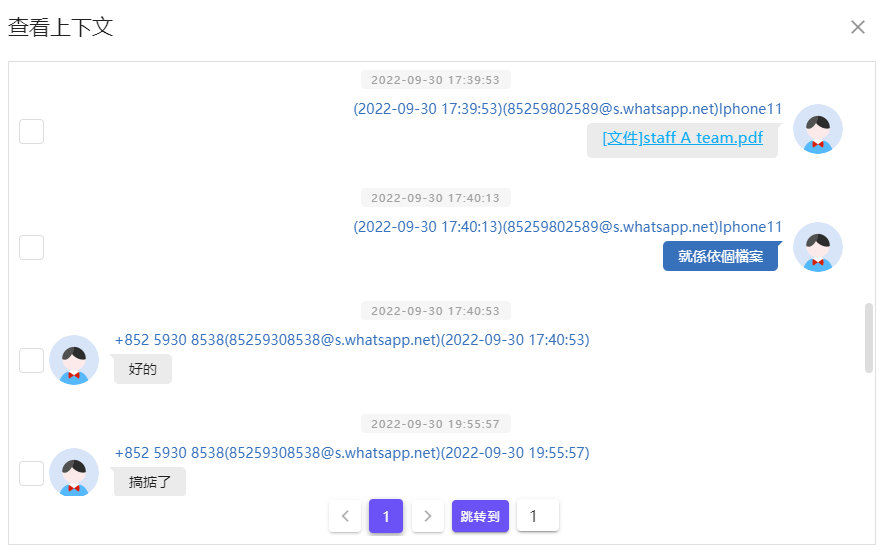 查看上下文
2022-09-30 17:39:53
(2022-09-30 17:39:53)(85259802589@s.whatsapp.net)Iphone11
[文件]staff A team.pdf
2022-09-30 17:40:13
(2022-09-30 17:40:13)(85259802589@s.whatsapp.net)Iphone11
就係依個檔案
2022-09-30 17:40:53
+852 5930 8538(85259308538@s.whatsapp.net)(2022-09-30 17:40:53)
好的
2022-09-30 19:55:57
+852 5930 8538(85259308538@s.whatsapp.net)(2022-09-30 19:55:57)
搞掂了
1 跳转到 1